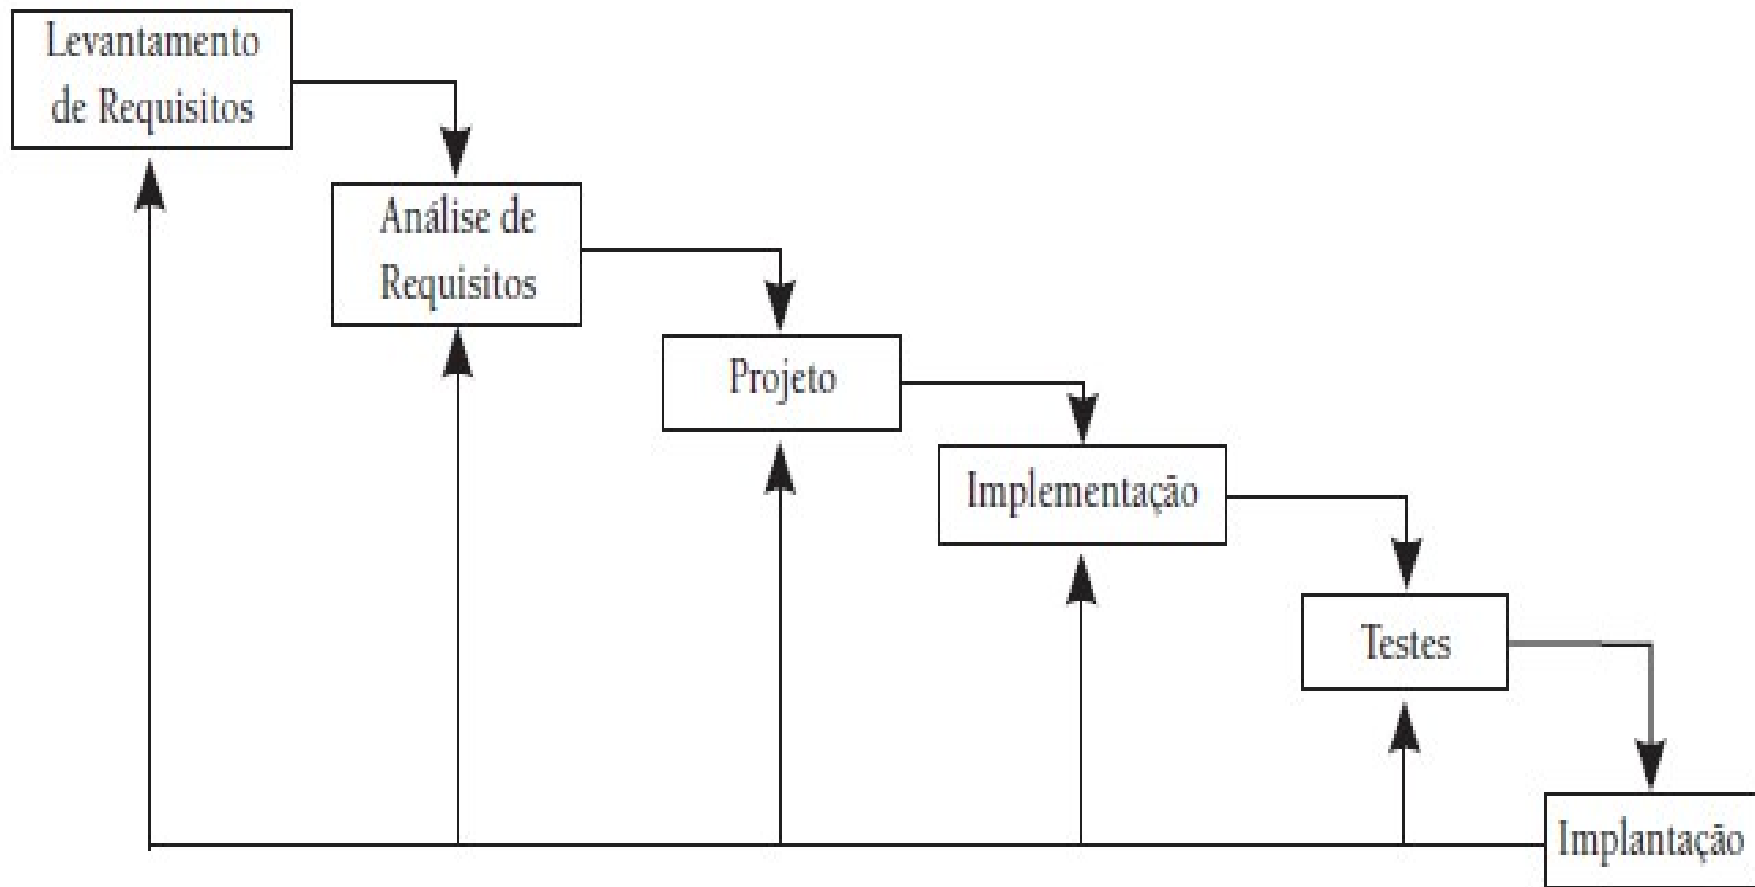 Levantamento
de Requisitos
Análise de
Requisitos
Projeto
Implementação
Testes
Implantação